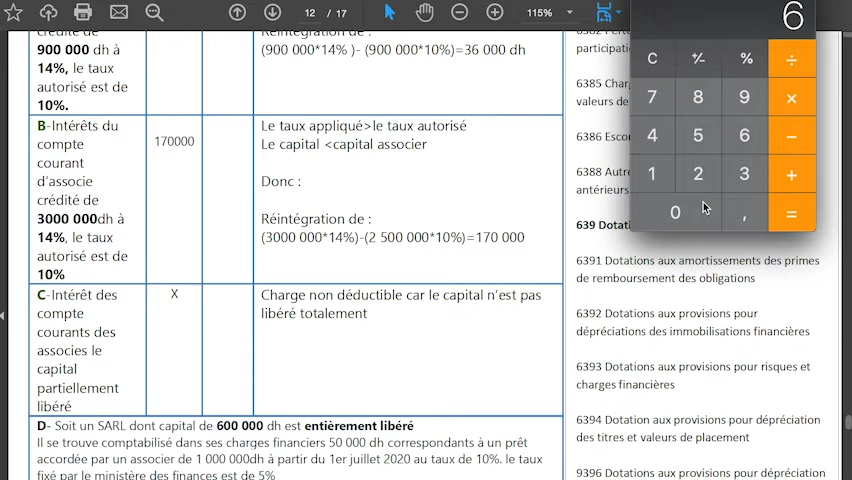 12 / 17
115%
crédité de
900 000 dh à
14%, le taux
autorisé est de
10%.
Réintégration de :
(900 000*14% )- (900 000*10%)=36 000 dh
B-Intérêts du
compte
courant
d'associe
crédité de
3000 000dh à
14%, le taux
autorisé est de
10%
170000
Le taux appliqué>le taux autorisé
Le capital <capital associer
Donc :
Réintégration de :
(3000 000*14%)-(2 500 000*10%)=170 000
C-Intérêt des
compte
courants des
associes le
capital
partiellement
libéré
X
Charge non déductible car le capital n'est pas
libéré totalement
D- Soit un SARL dont capital de 600 000 dh est entièrement libéré
Il se trouve comptabilisé dans ses charges financiers 50 000 dh correspondants à un prêt
accordée par un associer de 1 000 000dh à partir du 1er juillet 2020 au taux de 10%. le taux
fixé par le ministère des finances est de 5%
participati
6385 Charg
valeurs de
6386 Escom
6388 Autre
antérieurs
639 Dotati
6391 Dotations aux amortissements des primes
de remboursement des obligations
6392 Dotations aux provisions pour
dépréciations des immobilisations financières
6393 Dotations aux provisions pour risques et
charges financières
6394 Dotation aux provisions pour dépréciation
des titres et valeurs de placement
9396 Dotations aux provisions pour dépréciation
6
C +/- % ÷
7 8 9 ×
4 5 6 −
1 2 3 +
0 , =